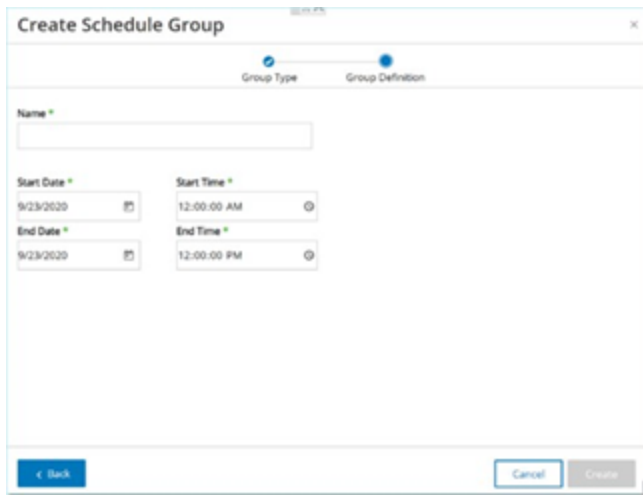 Create Schedule Group
Group Type Group Definition
Name *
Start Date * Start Time *
9/23/2020 12:00:00 AM
End Date * End Time *
9/23/2020 12:00:00 PM
< Back Cancel Create